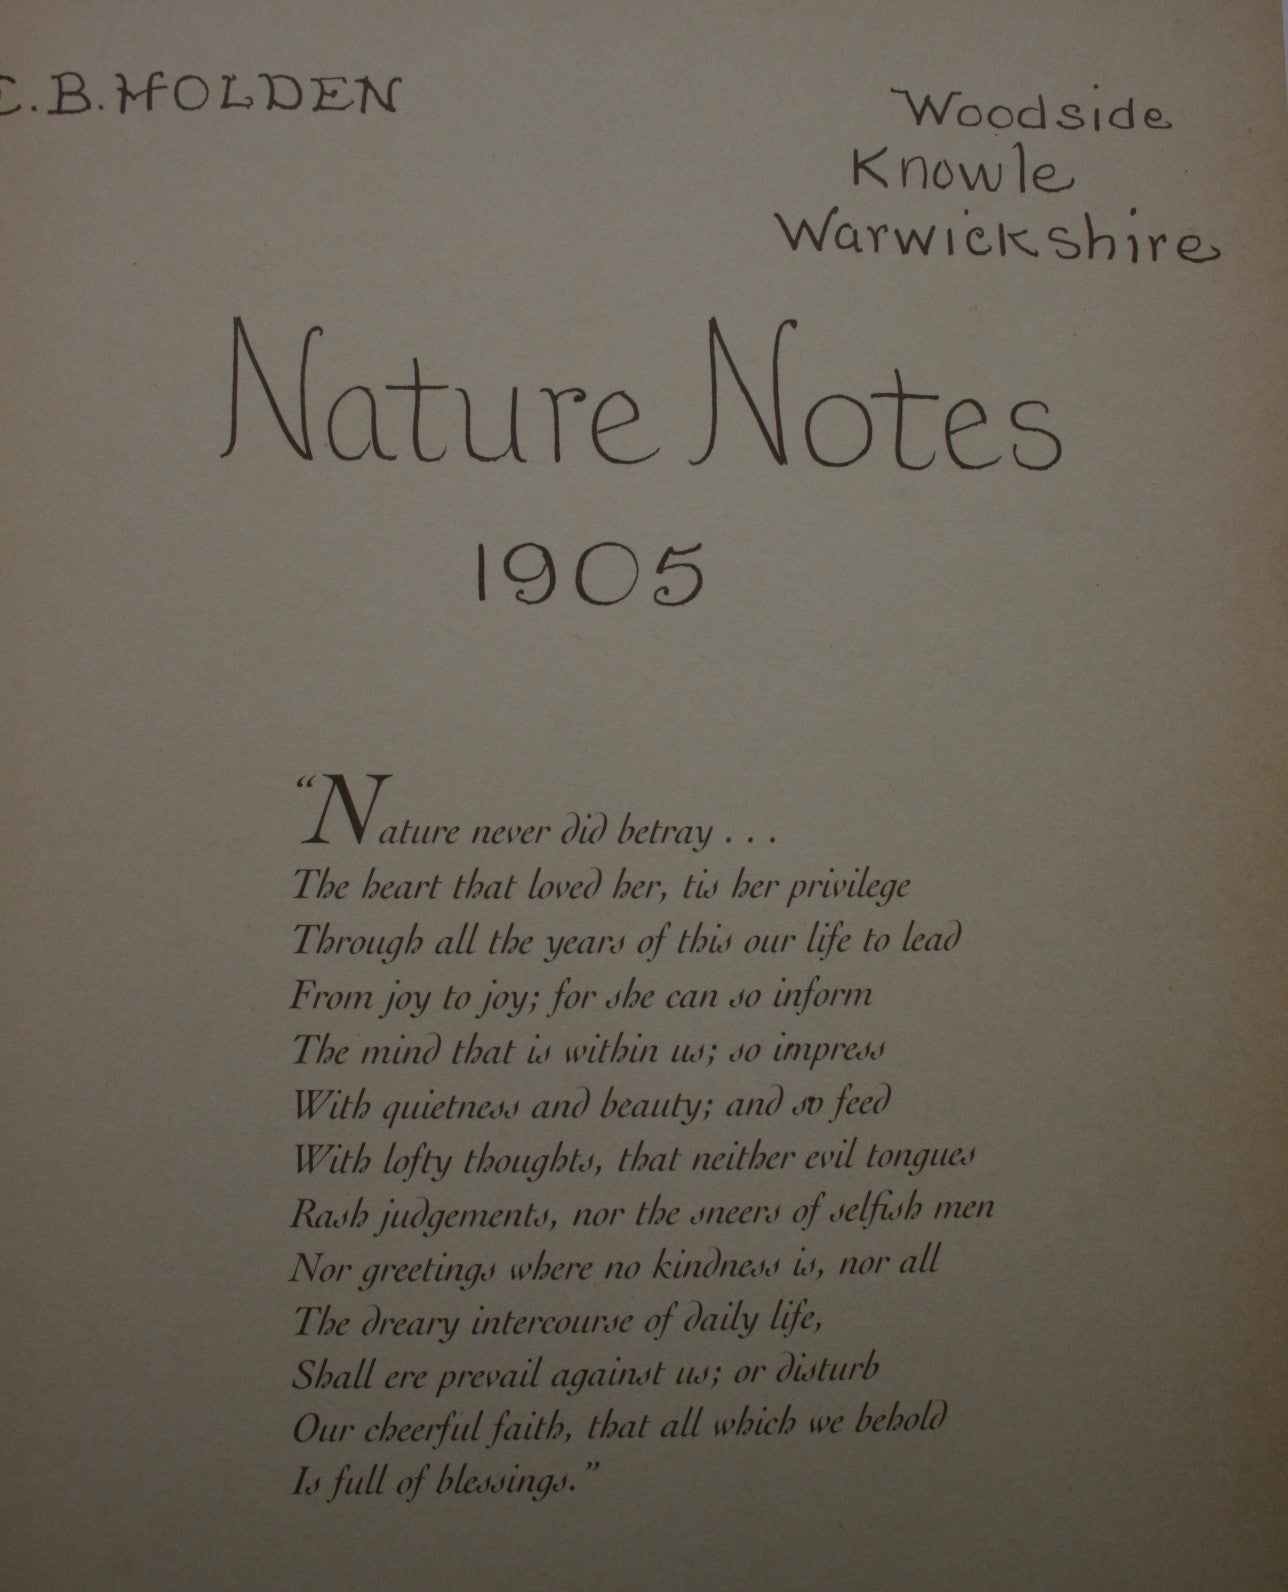 E.B. HOLDEN
Woodside
Knowle
Warwickshire
Nature Notes
1905
“Nature never did betray . . .
The heart that loved her, tis her privilege
Through all the years of this our life to lead
From joy to joy; for she can so inform
The mind that is within us; so impress
With quietness and beauty; and so feed
With lofty thoughts, that neither evil tongues
Rash judgements, nor the sneers of selfish men
Nor greetings where no kindness is, nor all
The dreary intercourse of daily life,
Shall ere prevail against us; or disturb
Our cheerful faith, that all which we behold
Is full of blessings.”